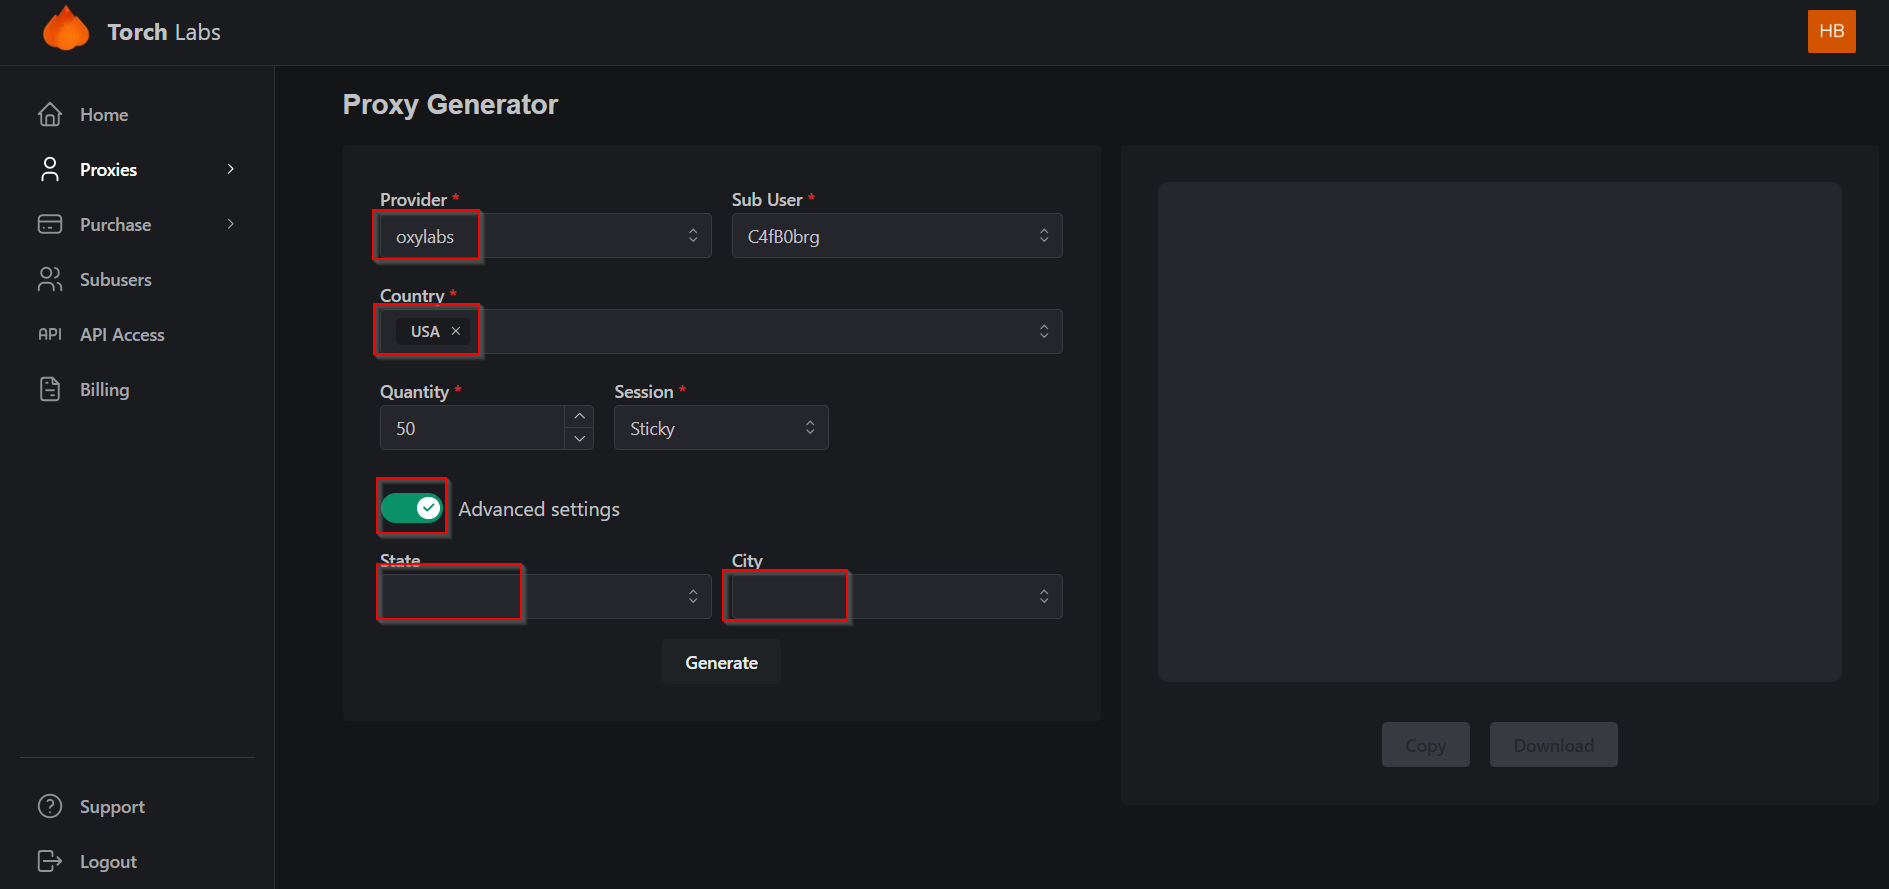 Torch Labs
HB
Home
Proxies
Purchase
Subusers
API API Access
Billing
Support
Logout
Proxy Generator
Provider * Sub User *
oxylabs C4fB0brg
Country *
USA
Quantity * Session *
50 Sticky
Advanced settings
State City
Generate
Copy Download